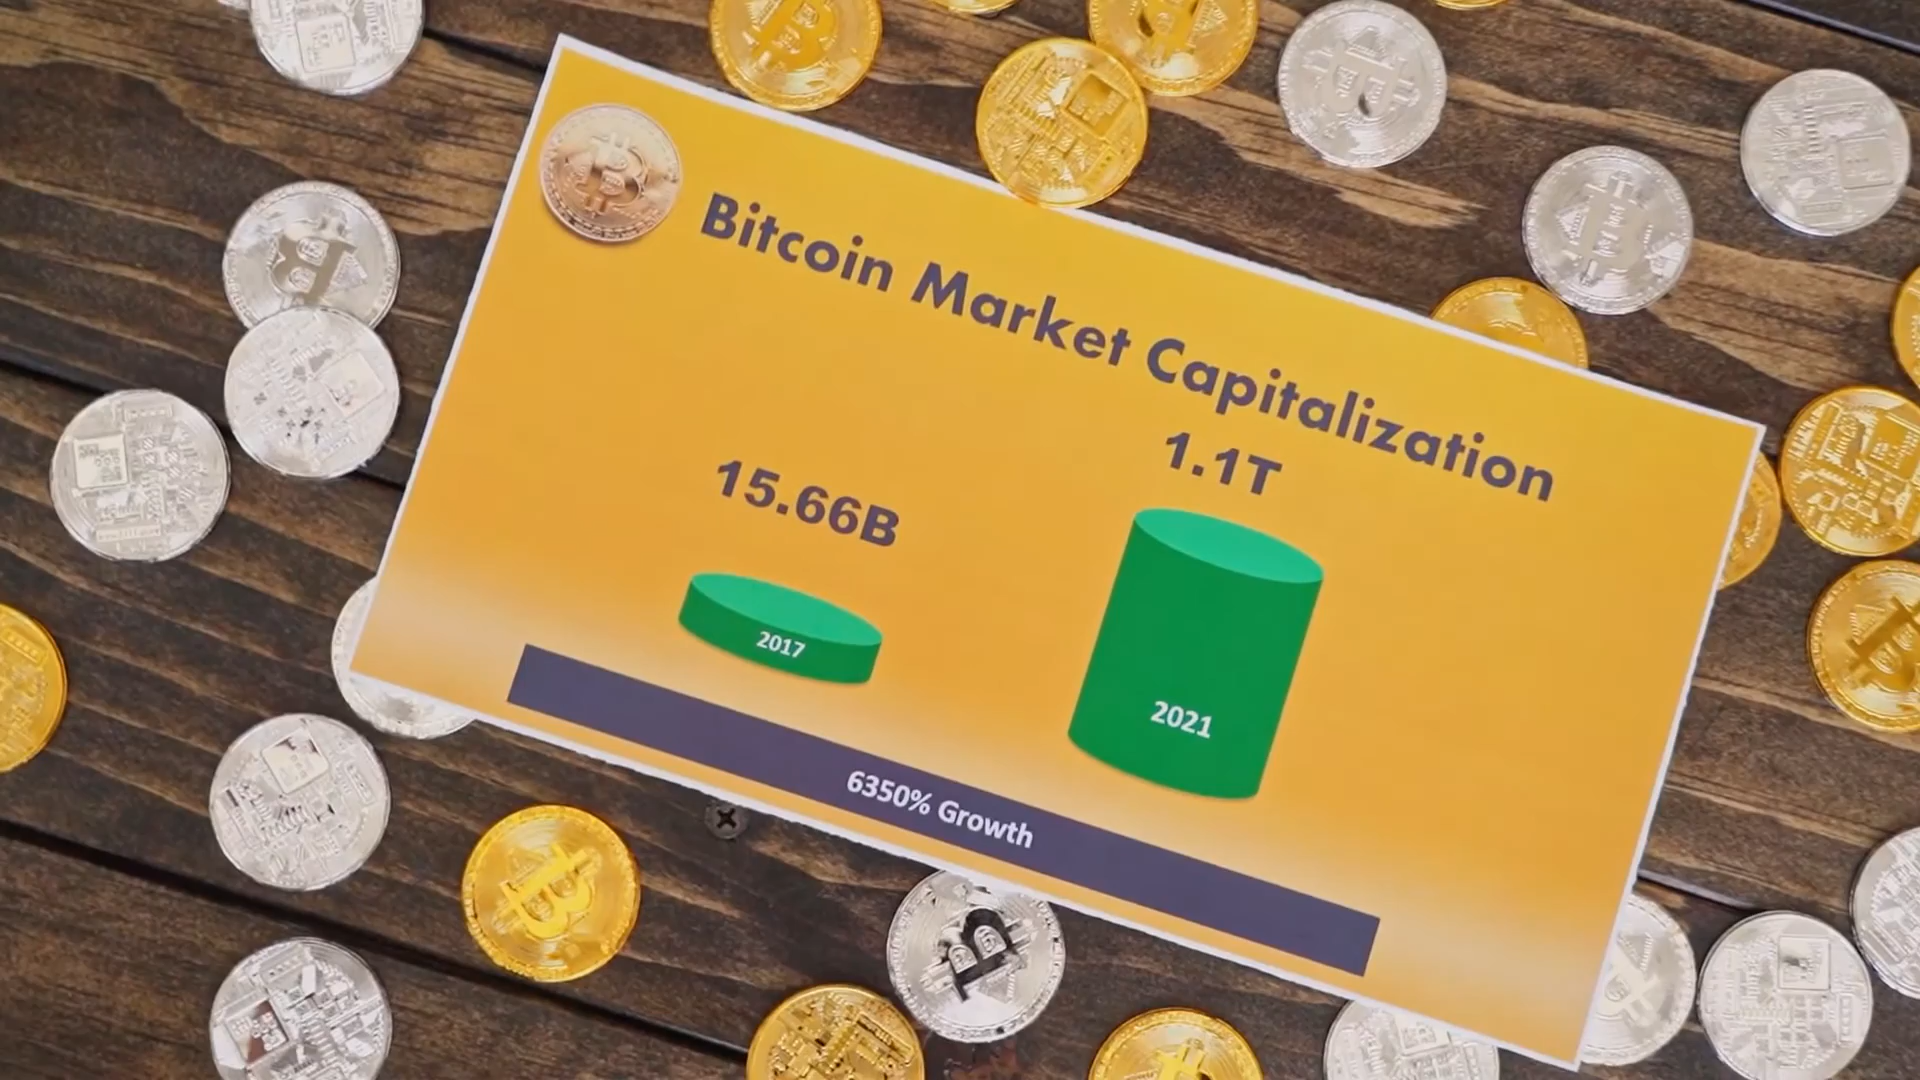 Bitcoin Market Capitalization
15.66B
1.1T
2017
2021
6350% Growth